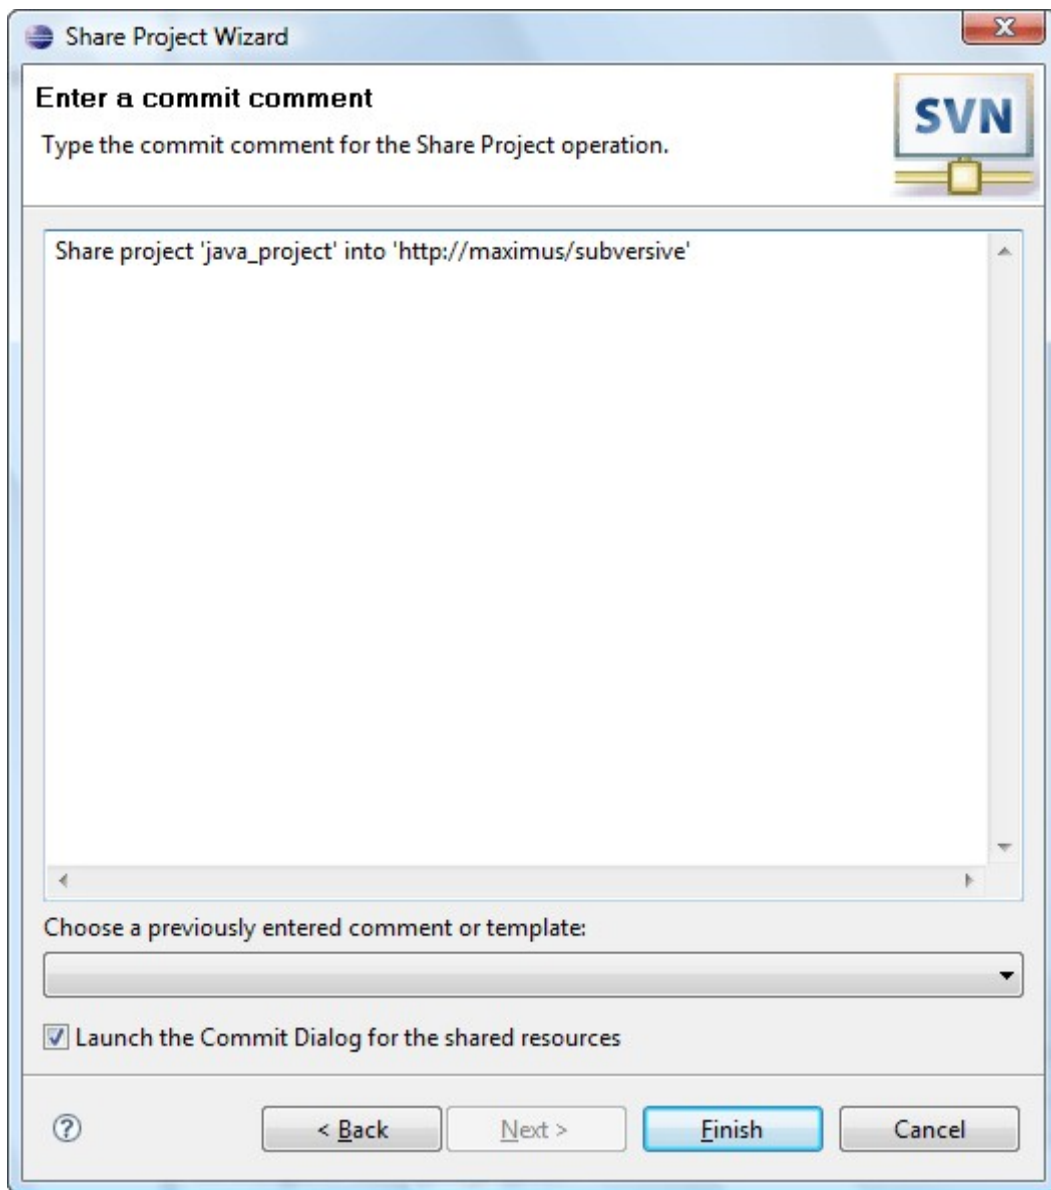 Share Project Wizard
Enter a commit comment
Type the commit comment for the Share Project operation.
SVN
Share project 'java_project' into 'http://maximus/subversive'
Choose a previously entered comment or template:
Launch the Commit Dialog for the shared resources
?
< Back
Next >
Finish
Cancel